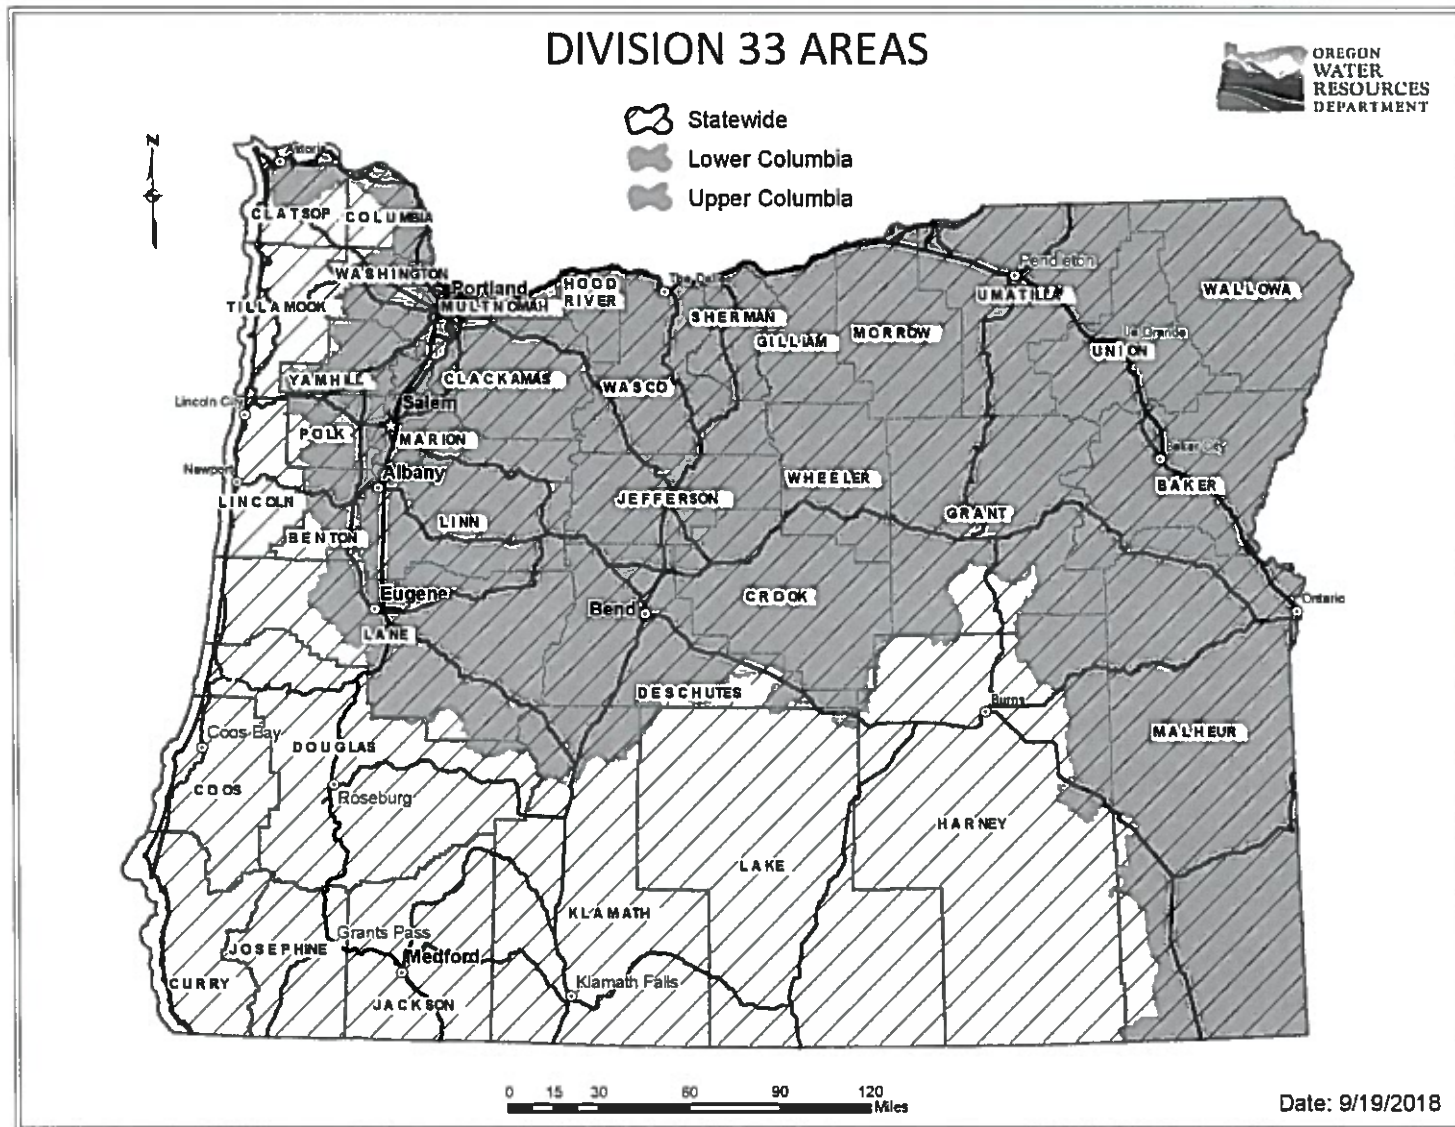 DIVISION 33 AREAS
OREGON
WATER
RESOURCES
DEPARTMENT
Statewide
Lower Columbia
Upper Columbia
N
Astoria
CLATSOP
COLUMBIA
WASHINGTON
Portland
MULTNOMAH
HOOD
RIVER
SHERMAN
GILLIAM
MORROW
Pendleton
UMATILLA
WALLOWA
TILLAMOOK
La Grande
UNION
YAMHILL
CLACKAMAS
WASCO
Lincoln City
Salem
POLK
MARION
Baker City
Newport
Albany
WHEELER
BAKER
LINCOLN
JEFFERSON
LINN
GRANT
BENTON
Eugene
Bend
CROOK
Ontario
LANE
DESCHUTES
Burns
Coos Bay
DOUGLAS
MALHEUR
COOS
Roseburg
HARNEY
LAKE
KLAMATH
Grants Pass
JOSEPHINE
Medford
CURRY
Klamath Falls
JACKSON
0 15 30 60 90 120
Miles
Date: 9/19/2018